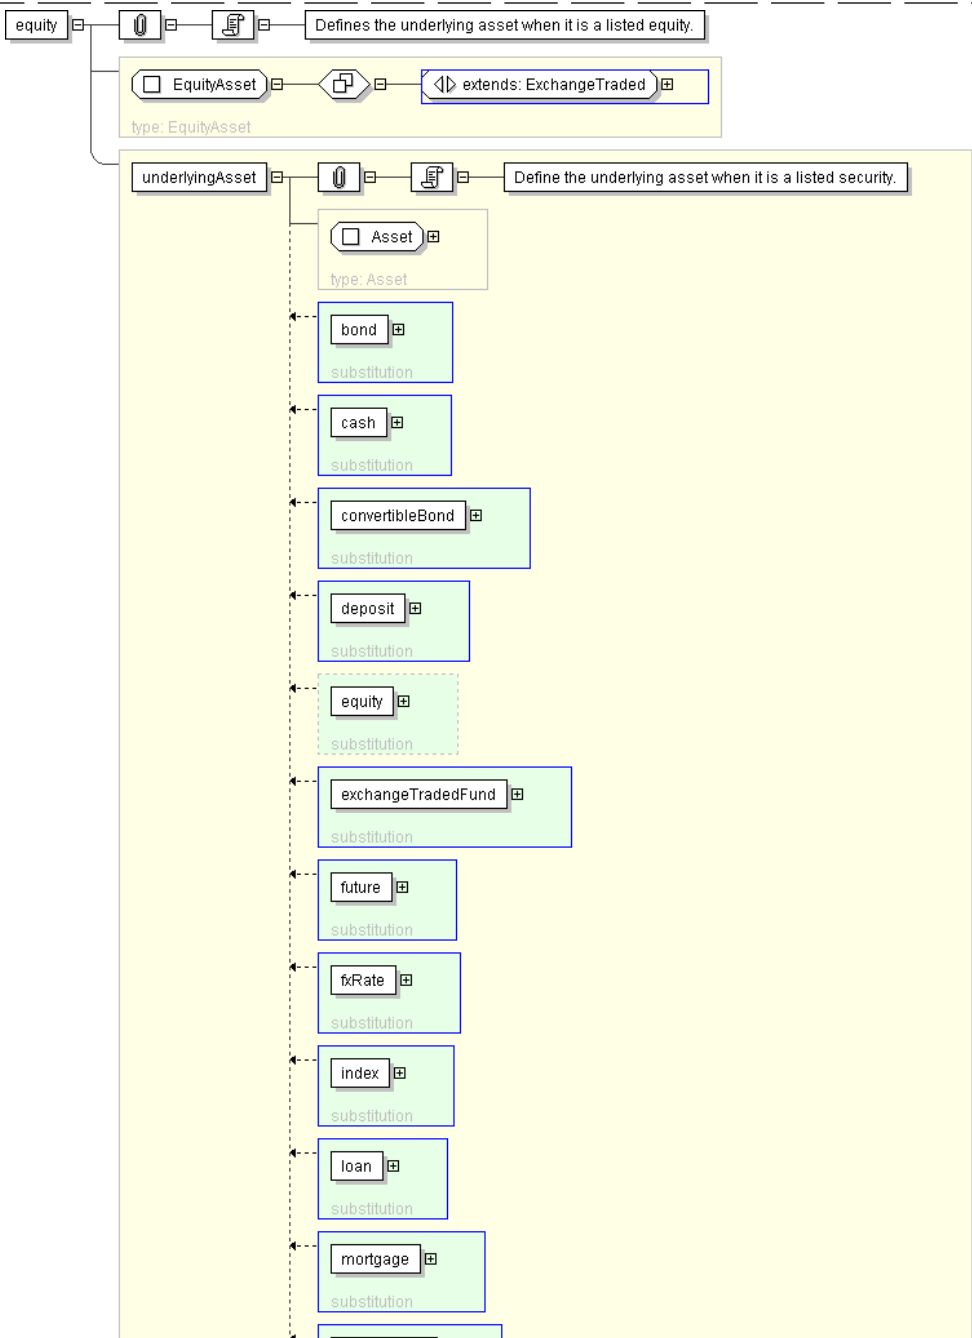 equity
Defines the underlying asset when it is a listed equity.
EquityAsset
extends: ExchangeTraded
type: EquityAsset
underlyingAsset
Define the underlying asset when it is a listed security.
Asset
type: Asset
bond
substitution
cash
substitution
convertibleBond
substitution
deposit
substitution
equity
substitution
exchangeTradedFund
substitution
future
substitution
fxRate
substitution
index
substitution
loan
substitution
mortgage
substitution